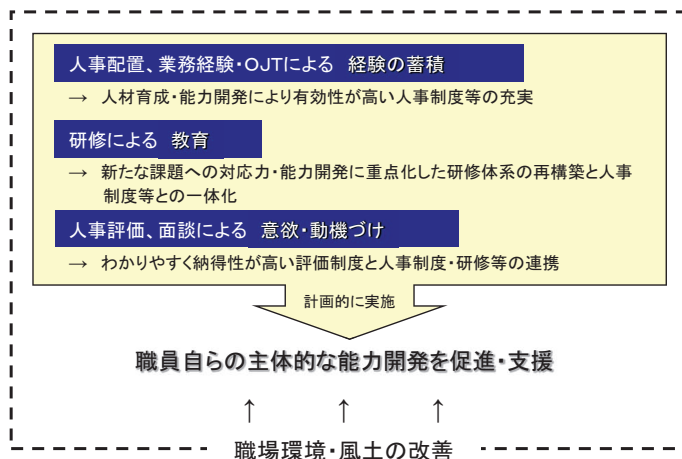 人事配置、業務経験・OJTによる 経験の蓄積
→ 人材育成・能力開発により有効性が高い人事制度等の充実
研修による 教育
→ 新たな課題への対応力・能力開発に重点化した研修体系の再構築と人事
制度等との一体化
人事評価、面談による 意欲・動機づけ
→ わかりやすく納得性が高い評価制度と人事制度・研修等の連携
計画的に実施
職員自らの主体的な能力開発を促進・支援
↑ ↑ ↑
職場環境・風土の改善